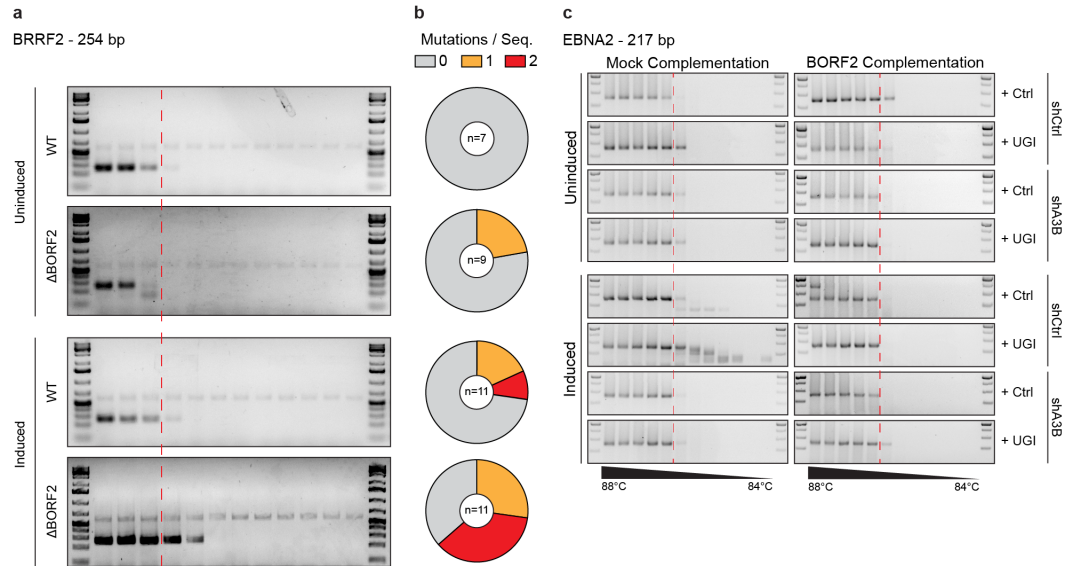 a
BRRF2 - 254 bp
Uninduced
WT
ΔBORF2
Induced
WT
ΔBORF2
b
Mutations / Seq.
0 1 2
n=7
n=9
n=11
n=11
c
EBNA2 - 217 bp
Mock Complementation BORF2 Complementation
Uninduced
+ Ctrl
+ UGI
shCtrl
+ Ctrl
+ UGI
shA3B
Induced
+ Ctrl
+ UGI
shCtrl
+ Ctrl
+ UGI
shA3B
88°C 84°C 88°C 84°C